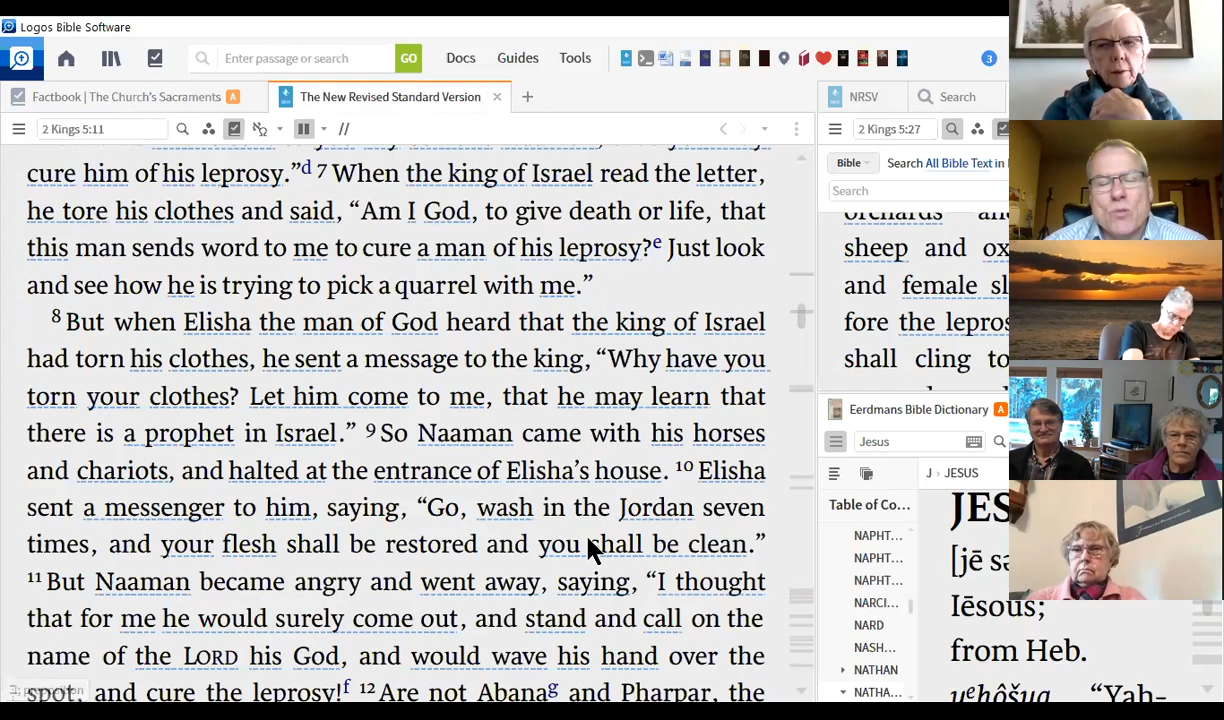 Logos Bible Software
Enter passage or search
GO
Docs
Guides
Tools
3
Factbook | The Church's Sacraments A
The New Revised Standard Version
NRSV
Search
2 Kings 5:11
cure him of his leprosy.”d 7 When the king of Israel read the letter,
he tore his clothes and said, “Am I God, to give death or life, that
this man sends word to me to cure a man of his leprosy?e Just look
and see how he is trying to pick a quarrel with me.”
8 But when Elisha the man of God heard that the king of Israel
had torn his clothes, he sent a message to the king, “Why have you
torn your clothes? Let him come to me, that he may learn that
there is a prophet in Israel.” 9 So Naaman came with his horses
and chariots, and halted at the entrance of Elisha’s house. 10 Elisha
sent a messenger to him, saying, “Go, wash in the Jordan seven
times, and your flesh shall be restored and you shall be clean.”
11 But Naaman became angry and went away, saying, “I thought
that for me he would surely come out, and stand and call on the
name of the LORD his God, and would wave his hand over the
spot, and cure the leprosy!f 12 Are not Abanag and Pharpar, the
2 Kings 5:27
Bible
Search All Bible Text in
Search
orchards and
sheep and ox
and female sl
fore the lepros
shall cling to
Eerdmans Bible Dictionary A
Jesus
J › JESUS
Table of Co...
NAPHT...
NAPHT...
NAPHT...
NARCI...
NARD
NASH...
NATHAN
NATHA...
JES
[jē sə
Iēsous;
from Heb.
yehôšua “Yah-